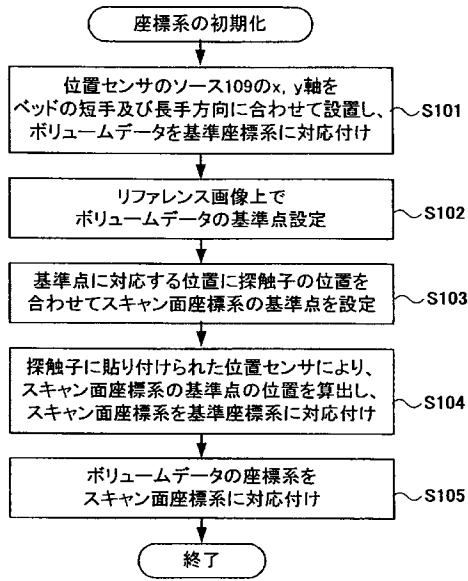 座標系の初期化
位置センサのソース109のx, y軸を
ベッドの短手及び長手方向に合わせて設置し、
ボリュームデータを基準座標系に対応付け
S101
リファレンス画像上で
ボリュームデータの基準点設定
S102
基準点に対応する位置に探触子の位置を
合わせてスキャン面座標系の基準点を設定
S103
探触子に貼り付けられた位置センサにより、
スキャン面座標系の基準点の位置を算出し、
スキャン面座標系を基準座標系に対応付け
S104
ボリュームデータの座標系を
スキャン面座標系に対応付け
S105
終了